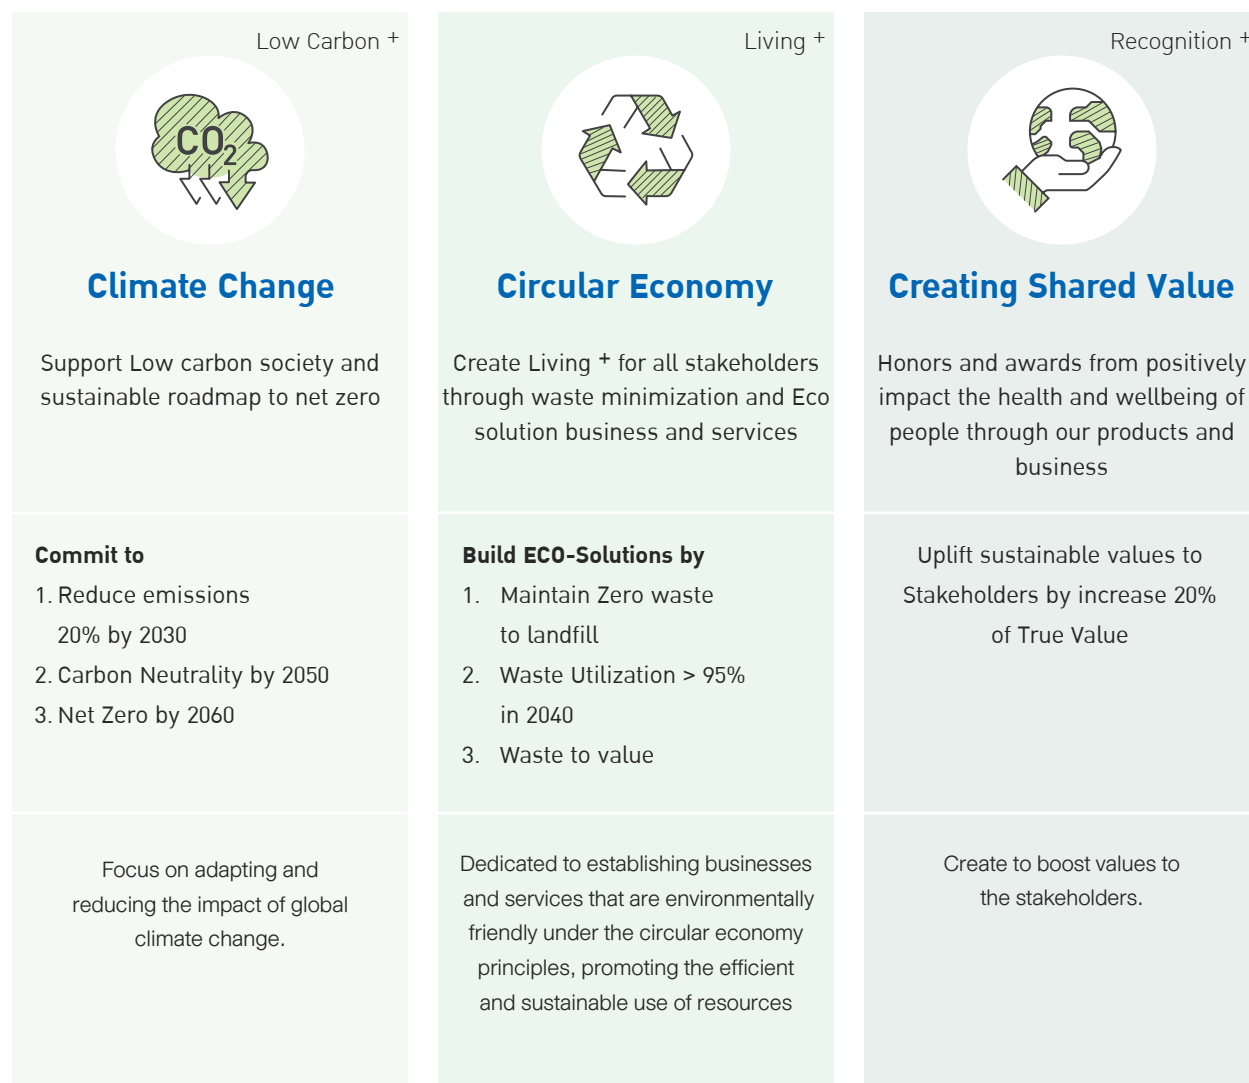 Low Carbon +
CO2
Climate Change
Support Low carbon society and
sustainable roadmap to net zero
Commit to
1. Reduce emissions
20% by 2030
2. Carbon Neutrality by 2050
3. Net Zero by 2060
Focus on adapting and
reducing the impact of global
climate change.
Living +
Circular Economy
Create Living + for all stakeholders
through waste minimization and Eco
solution business and services
Build ECO-Solutions by
1. Maintain Zero waste
to landfill
2. Waste Utilization > 95%
in 2040
3. Waste to value
Dedicated to establishing businesses
and services that are environmentally
friendly under the circular economy
principles, promoting the efficient
and sustainable use of resources
Recognition +
Creating Shared Value
Honors and awards from positively
impact the health and wellbeing of
people through our products and
business
Uplift sustainable values to
Stakeholders by increase 20%
of True Value
Create to boost values to
the stakeholders.